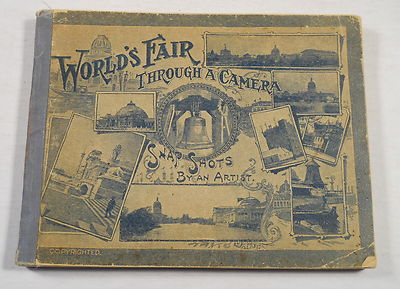 WORLD'S FAIR
THROUGH A CAMERA
SNAP SHOTS
BY AN ARTIST.
COPYRIGHTED.